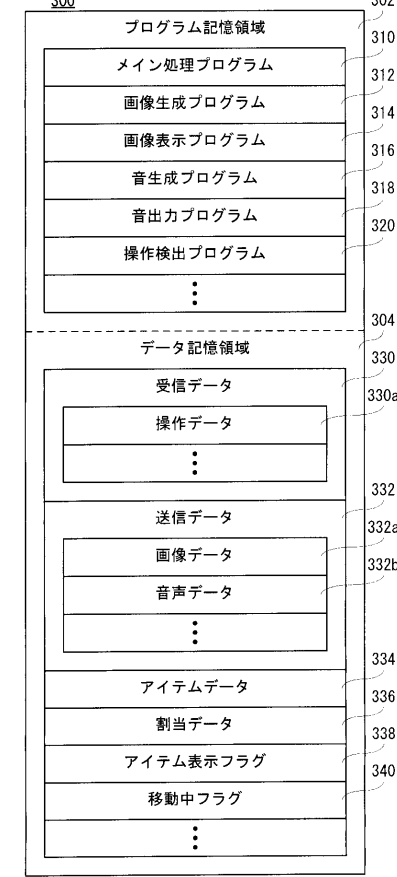 300
プログラム記憶領域 302
メイン処理プログラム 310
画像生成プログラム 312
画像表示プログラム 314
音生成プログラム 316
音出力プログラム 318
操作検出プログラム 320
データ記憶領域 304
受信データ 330
操作データ 330a
送信データ 332
画像データ 332a
音声データ 332b
アイテムデータ 334
割当データ 336
アイテム表示フラグ 338
移動中フラグ 340